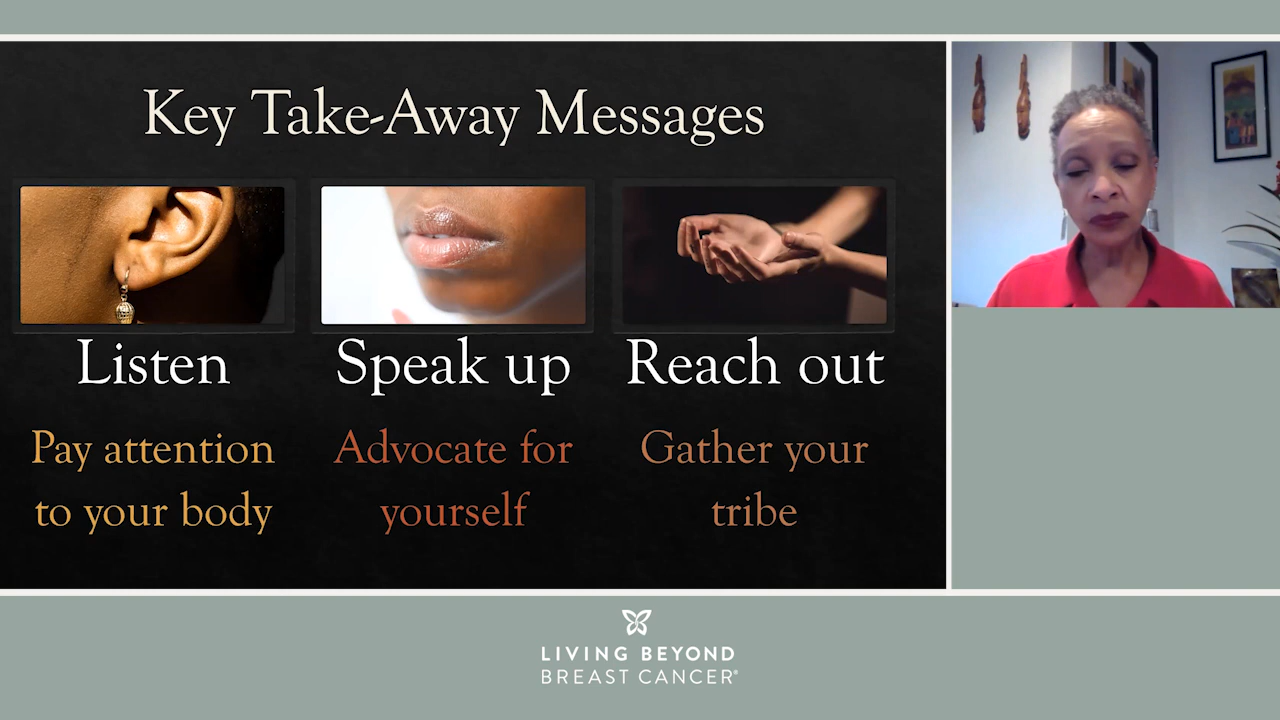 Key Take-Away Messages
Listen
Speak up
Reach out
Pay attention
to your body
Advocate for
yourself
Gather your
tribe
LIVING BEYOND
BREAST CANCER®